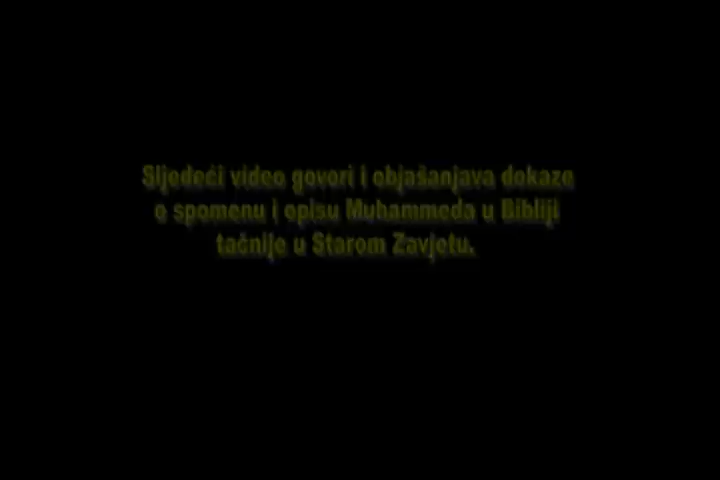 Sljedeći video govori i objašanjava dokaze
o spomenu i opisu Muhammeda u Bibliji
tačnije u Starom Zavjetu.